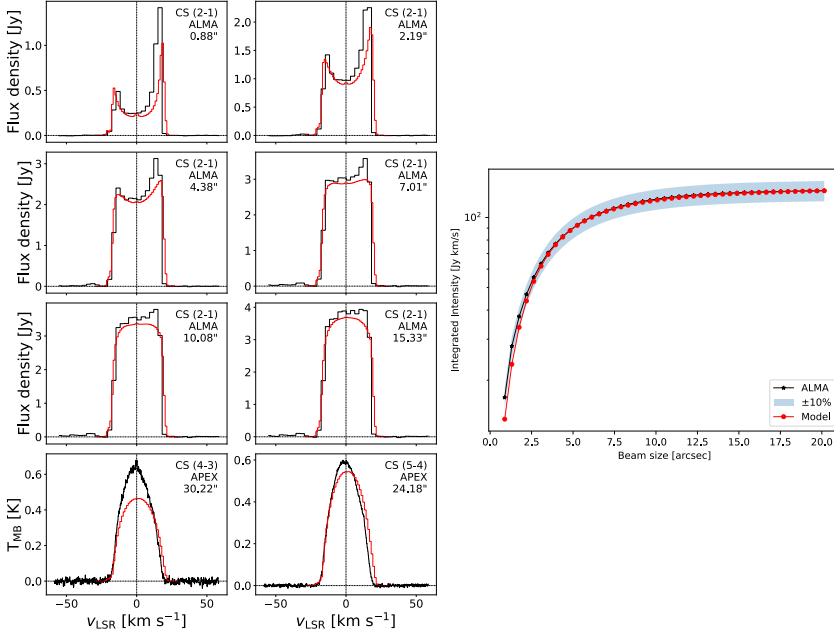 CS (2-1)
ALMA
0.88"
CS (2-1)
ALMA
2.19"
Flux density [Jy]
1.0
0.5
0.0
2.0
1.5
1.0
0.5
0.0
CS (2-1)
ALMA
4.38"
CS (2-1)
ALMA
7.01"
Flux density [Jy]
3
2
1
0
3
2
1
0
CS (2-1)
ALMA
10.08"
CS (2-1)
ALMA
15.33"
Flux density [Jy]
3
2
1
0
4
3
2
1
0
CS (4-3)
APEX
30.22"
CS (5-4)
APEX
24.18"
T_MB [K]
0.6
0.4
0.2
0.0
0.6
0.4
0.2
0.0
−50 0 50
−50 0 50
v_LSR [km s⁻¹]
v_LSR [km s⁻¹]
Integrated Intensity [Jy km/s]
10²
ALMA
±10%
Model
0.0 2.5 5.0 7.5 10.0 12.5 15.0 17.5 20.0
Beam size [arcsec]